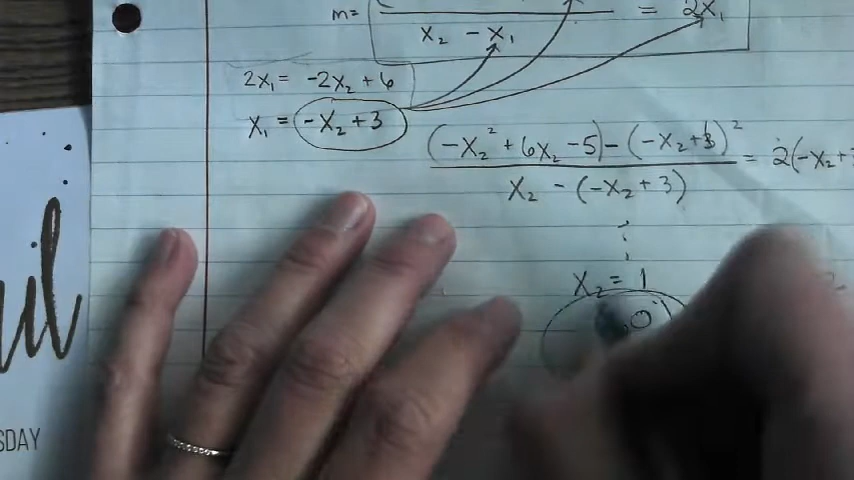 m= ――― = 2x₁
x₂ - x₁
2x₁ = -2x₂ + 6
x₁ = -x₂ + 3
(-x₂² + 6x₂ - 5) - (-x₂ + 3)²
――― = 2(-x₂ +
x₂ - (-x₂ + 3)
x₂ = 1
,0)
SDAY